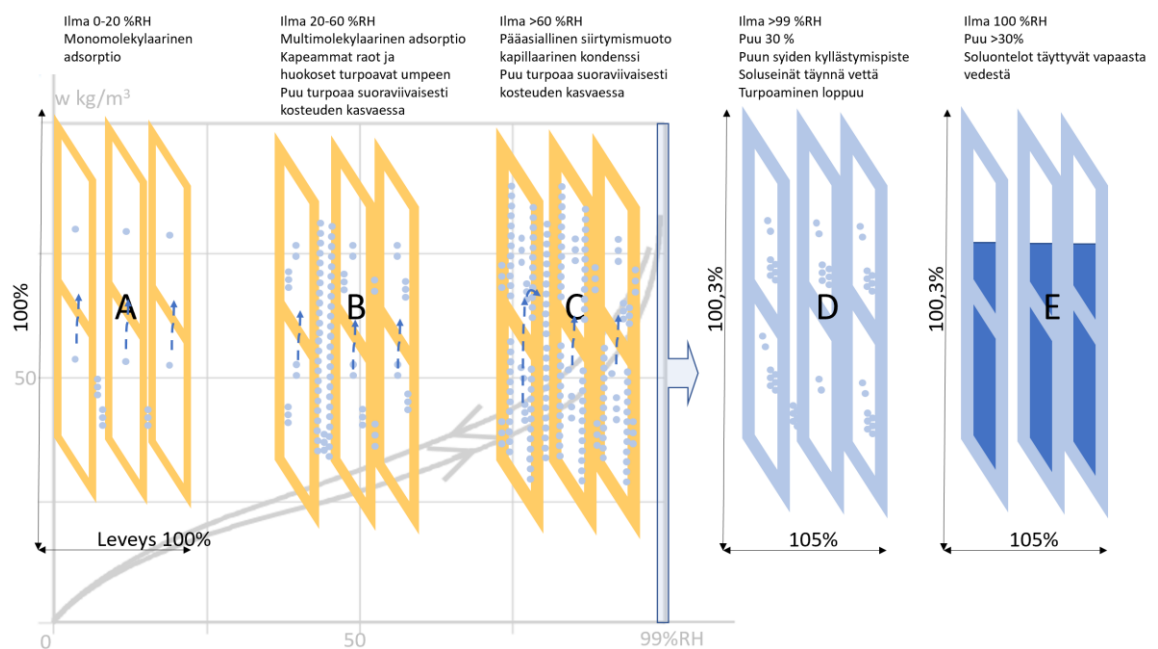 Ilma 0-20 %RH
Monomolekylaarinen
adsorptio
Ilma 20-60 %RH
Multimolekylaarinen adsorptio
Kapeammat raot ja
huokoset turpoavat umpeen
Puu turpoaa suoraviivaisesti
kosteuden kasvaessa
Ilma >60 %RH
Pääasiallinen siirtymismuoto
kapillaarinen kondenssi
Puu turpoaa suoraviivaisesti
kosteuden kasvaessa
Ilma >99 %RH
Puu 30 %
Puun syiden kyllästymispiste
Soluseinät täynnä vettä
Turpoaminen loppuu
Ilma 100 %RH
Puu >30%
Soluontelot täyttyvät vapaasta
vedestä
w kg/m³
100%
A
B
C
100,3%
D
100,3%
E
50
Leveys 100%
105%
105%
0
50
99%RH